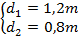 d₁ = 1,2m
d₂ = 0,8m